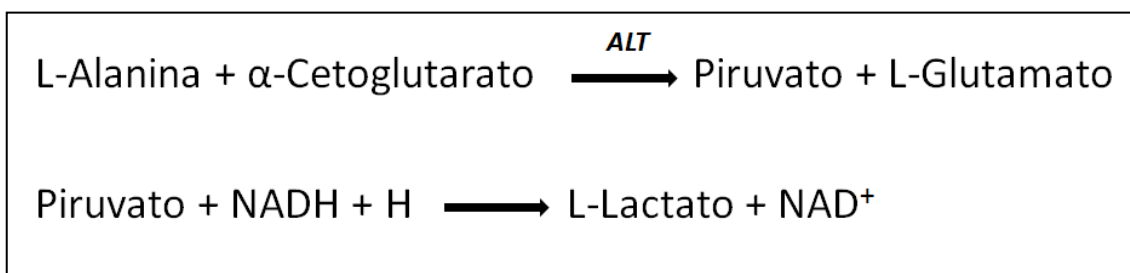 ALT
L-Alanina + α-Cetoglutarato → Piruvato + L-Glutamato
Piruvato + NADH + H → L-Lactato + NAD⁺